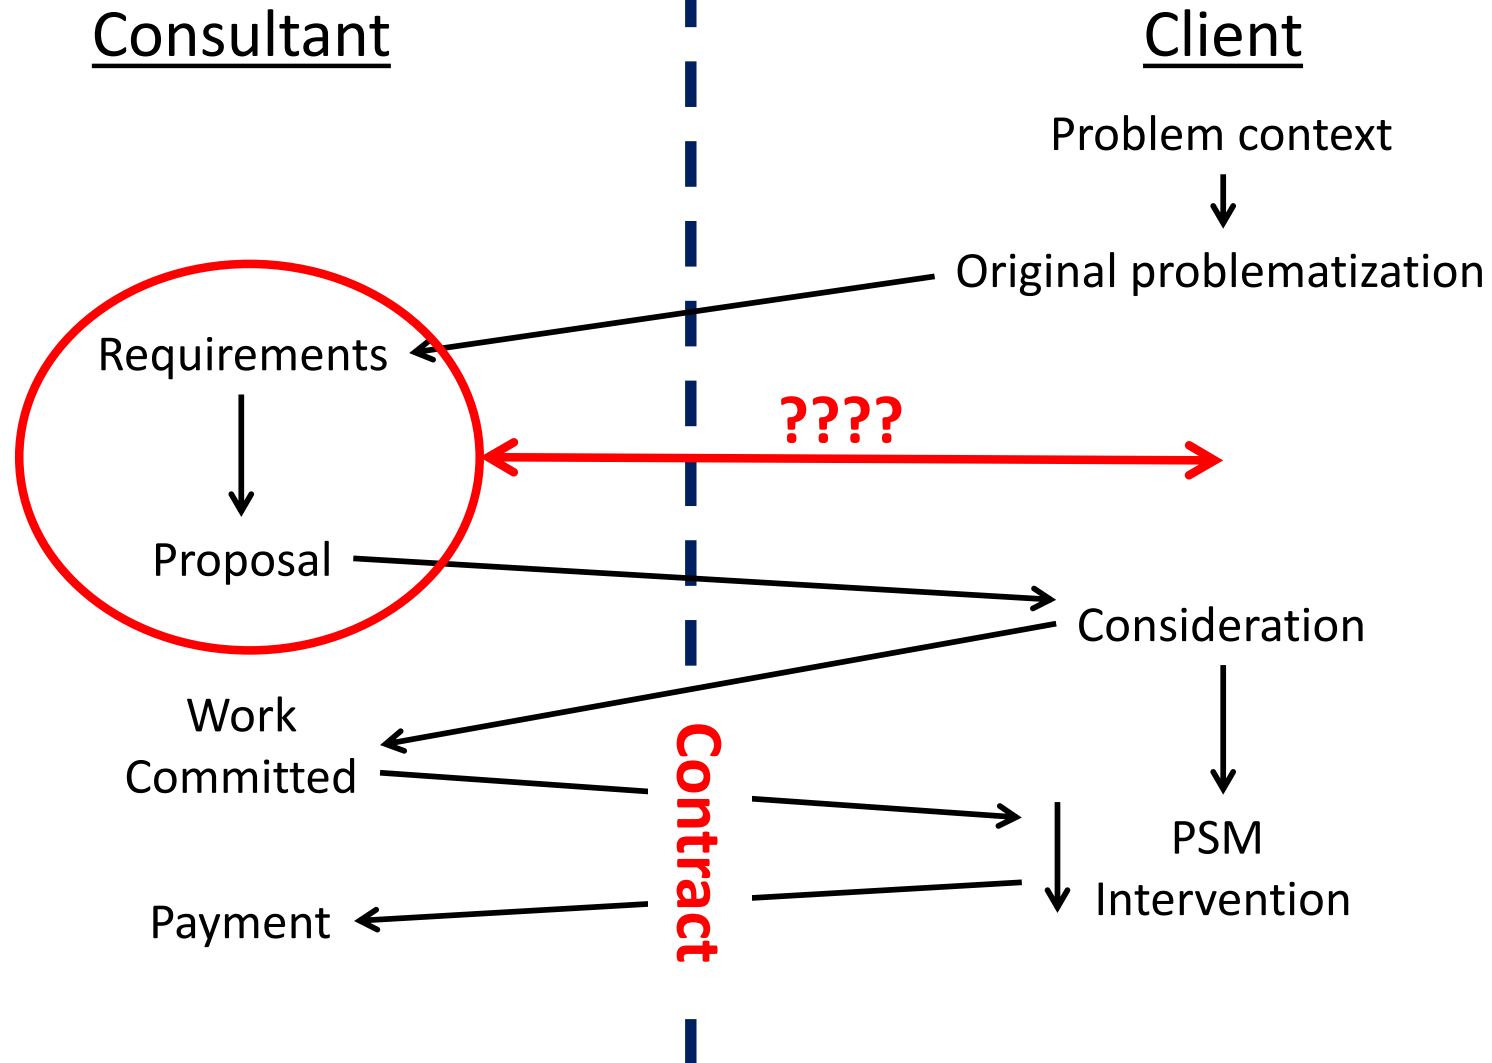 Consultant
Client
Problem context
Original problematization
Requirements
????
Proposal
Consideration
Work
Committed
Contract
PSM
Intervention
Payment